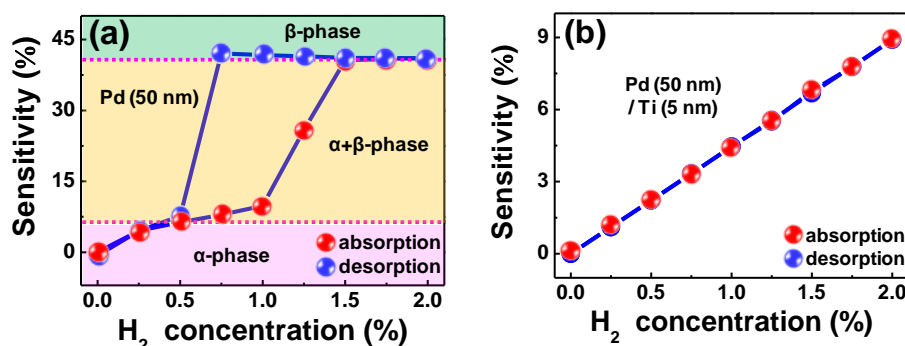 (a)
β-phase
Pd (50 nm)
α+β-phase
α-phase
absorption
desorption
45
30
15
0
Sensitivity (%)
0.0 0.5 1.0 1.5 2.0
H₂ concentration (%)
(b)
Pd (50 nm)
/ Ti (5 nm)
absorption
desorption
9
6
3
0
Sensitivity (%)
0.0 0.5 1.0 1.5 2.0
H₂ concentration (%)